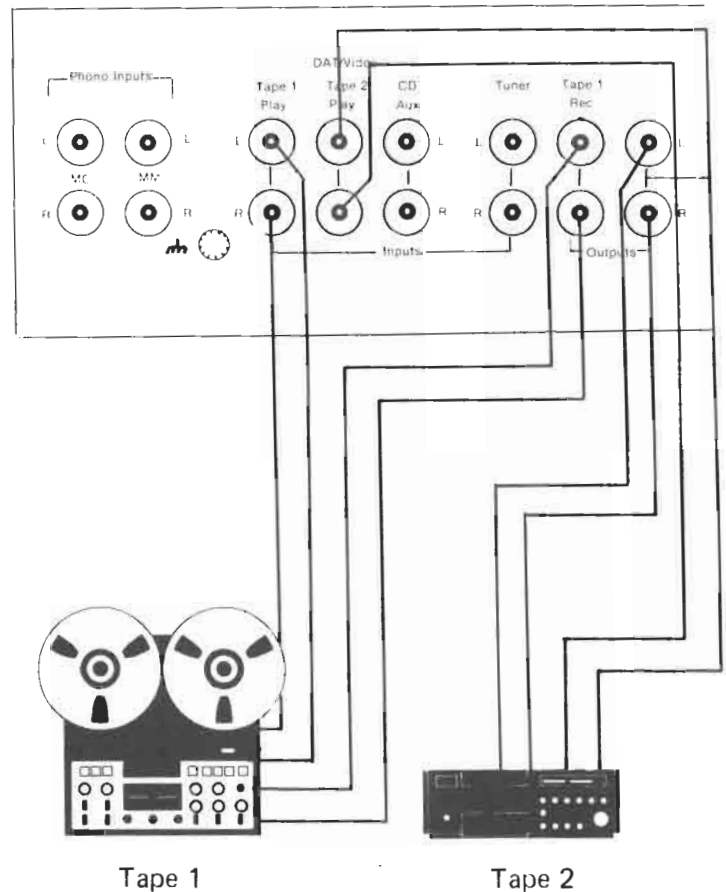 DAT/Video
Phono Inputs
Tape 1
Play
Tape 2
Play
CD
Aux
Tuner
Tape 1
Rec
L
L
L
L
L
L
MC
MM
R
R
R
R
R
R
Inputs
Outputs
Tape 1
Tape 2